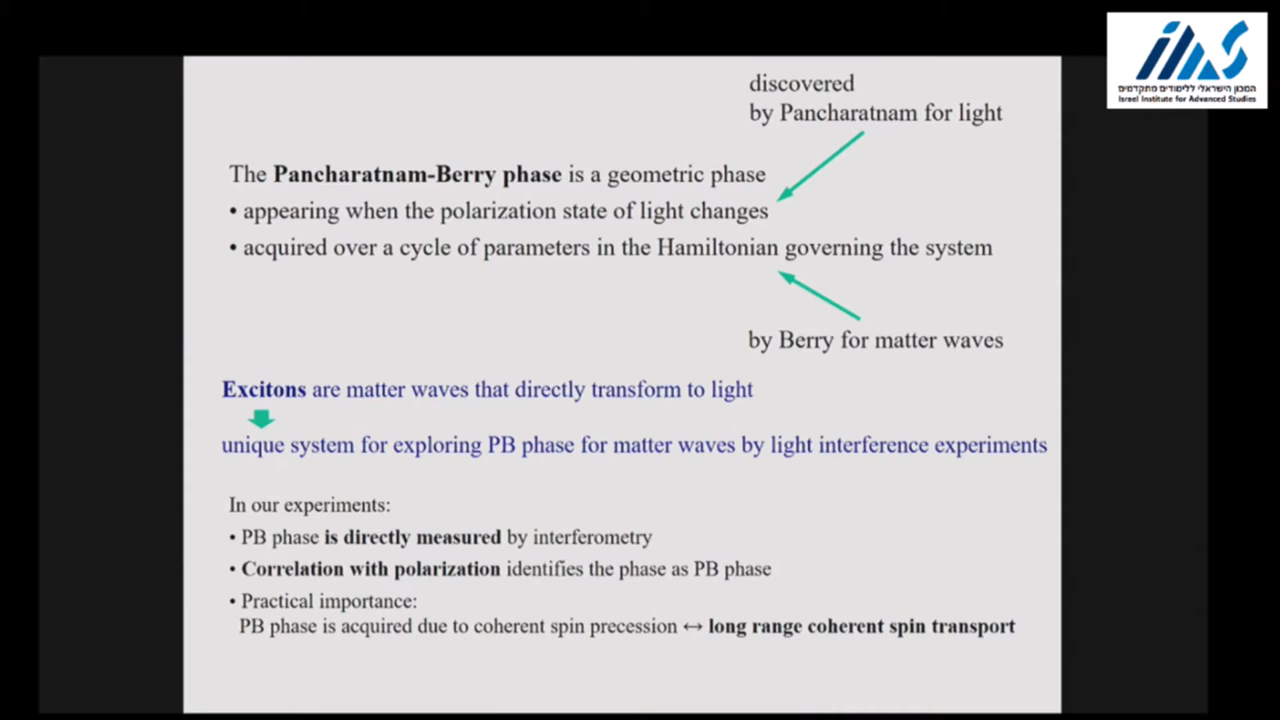 המכון הישראלי ללימודים מתקדמים
Israel Institute for Advanced Studies
discovered
by Pancharatnam for light
The Pancharatnam-Berry phase is a geometric phase
• appearing when the polarization state of light changes
• acquired over a cycle of parameters in the Hamiltonian governing the system
by Berry for matter waves
Excitons are matter waves that directly transform to light
unique system for exploring PB phase for matter waves by light interference experiments
In our experiments:
• PB phase is directly measured by interferometry
• Correlation with polarization identifies the phase as PB phase
• Practical importance:
PB phase is acquired due to coherent spin precession ↔ long range coherent spin transport